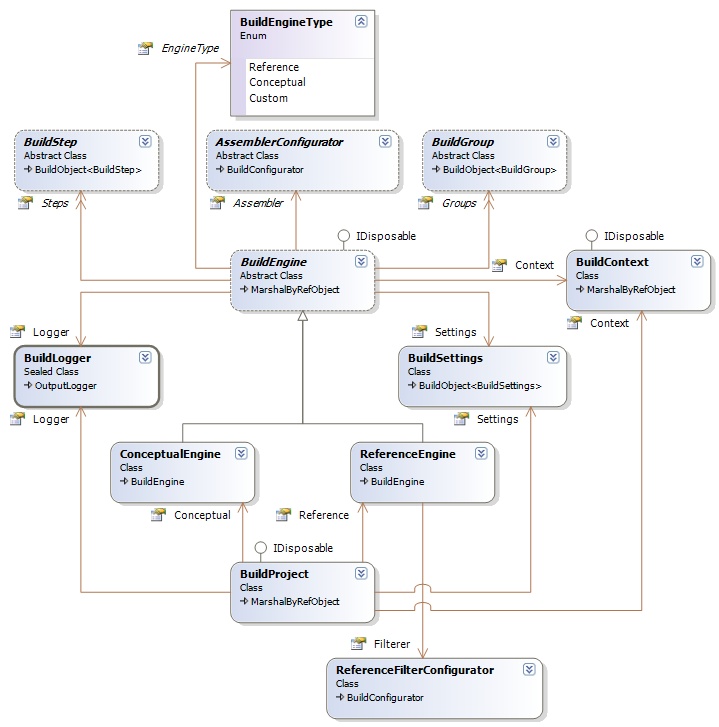 BuildEngineType
Enum
EngineType
Reference
Conceptual
Custom
BuildStep
Abstract Class
BuildObject<BuildStep>
AssemblerConfigurator
Abstract Class
BuildConfigurator
BuildGroup
Abstract Class
BuildObject<BuildGroup>
Steps
Assembler
Groups
IDisposable
IDisposable
BuildEngine
Abstract Class
MarshalByRefObject
Context
BuildContext
Class
MarshalByRefObject
Logger
Settings
Context
BuildLogger
Sealed Class
OutputLogger
BuildSettings
Class
BuildObject<BuildSettings>
Logger
Settings
ConceptualEngine
Class
BuildEngine
ReferenceEngine
Class
BuildEngine
Conceptual
Reference
IDisposable
BuildProject
Class
MarshalByRefObject
Filterer
ReferenceFilterConfigurator
Class
BuildConfigurator